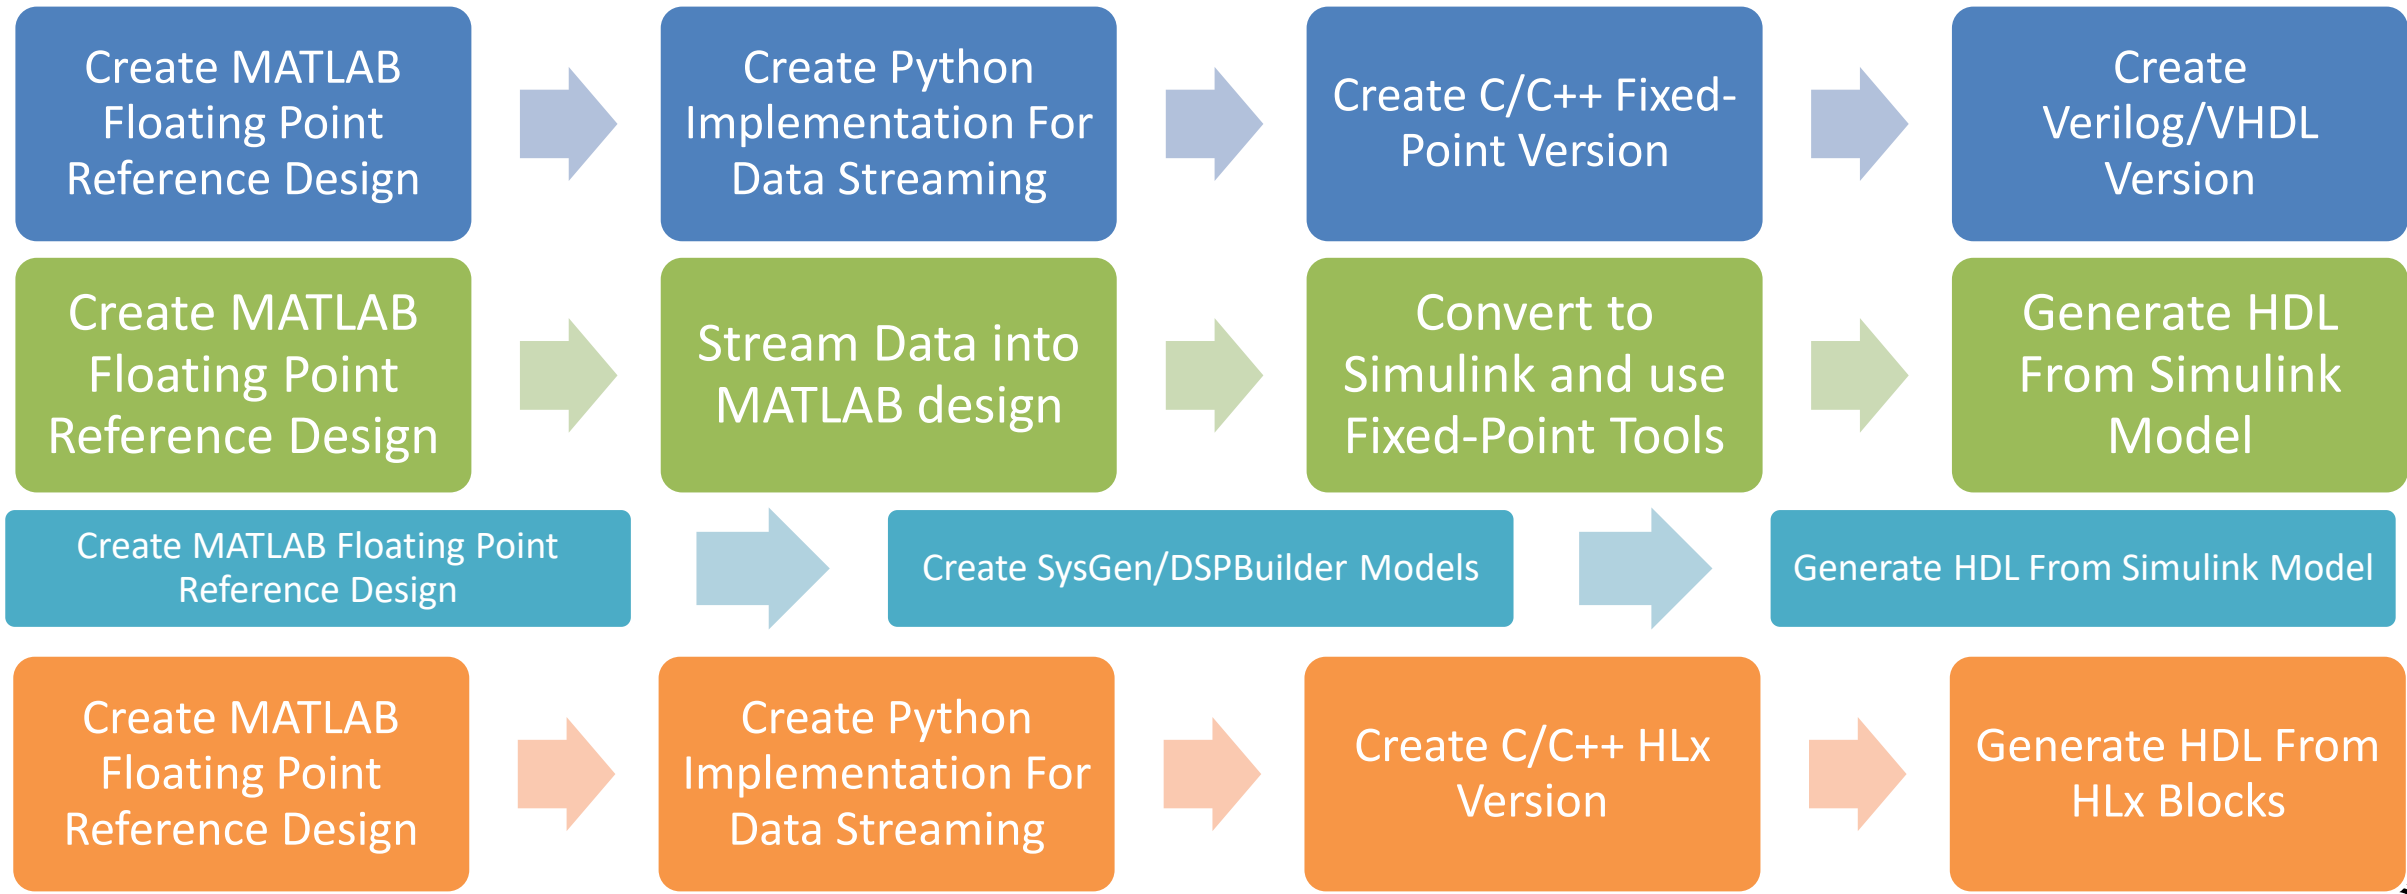 Create MATLAB
Floating Point
Reference Design
Create Python
Implementation For
Data Streaming
Create C/C++ Fixed-
Point Version
Create
Verilog/VHDL
Version
Create MATLAB
Floating Point
Reference Design
Stream Data into
MATLAB design
Convert to
Simulink and use
Fixed-Point Tools
Generate HDL
From Simulink
Model
Create MATLAB Floating Point
Reference Design
Create SysGen/DSPBuilder Models
Generate HDL From Simulink Model
Create MATLAB
Floating Point
Reference Design
Create Python
Implementation For
Data Streaming
Create C/C++ HLx
Version
Generate HDL From
HLx Blocks